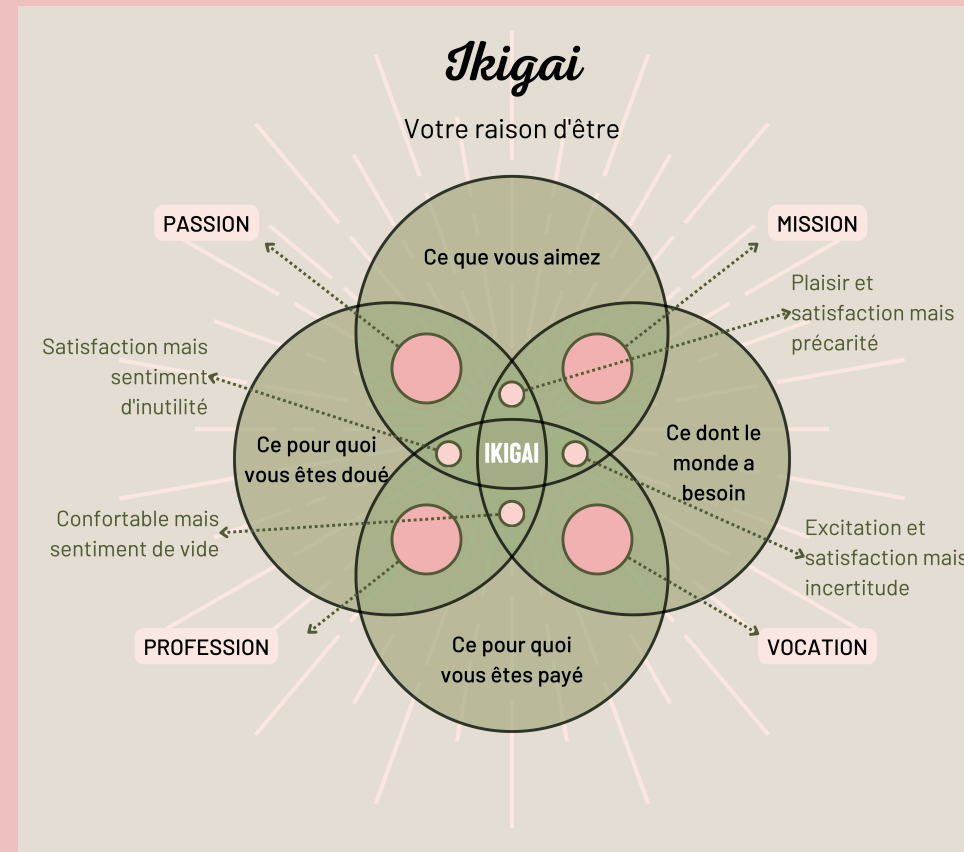 Ikigai
Votre raison d'être
PASSION
MISSION
Ce que vous aimez
Plaisir et
satisfaction mais
précarité
Satisfaction mais
sentiment
d'inutilité
Ce pour quoi
vous êtes doué
IKIGAI
Ce dont le
monde a
besoin
Confortable mais
sentiment de vide
Excitation et
satisfaction mais
incertitude
PROFESSION
Ce pour quoi
vous êtes payé
VOCATION